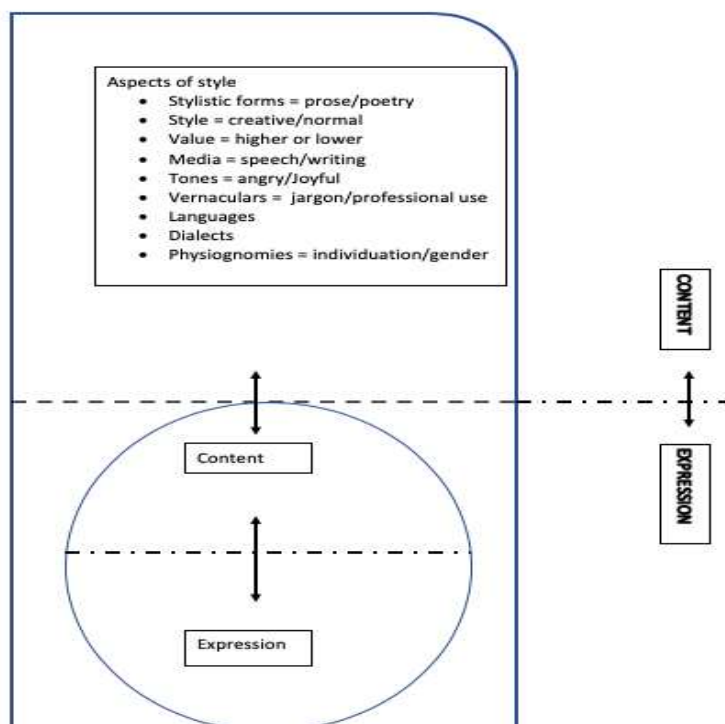 Aspects of style
• Stylistic forms = prose/poetry
• Style = creative/normal
• Value = higher or lower
• Media = speech/writing
• Tones = angry/Joyful
• Vernaculars = jargon/professional use
• Languages
• Dialects
• Physiognomies = individuation/gender
CONTENT
Content
EXPRESSION
Expression